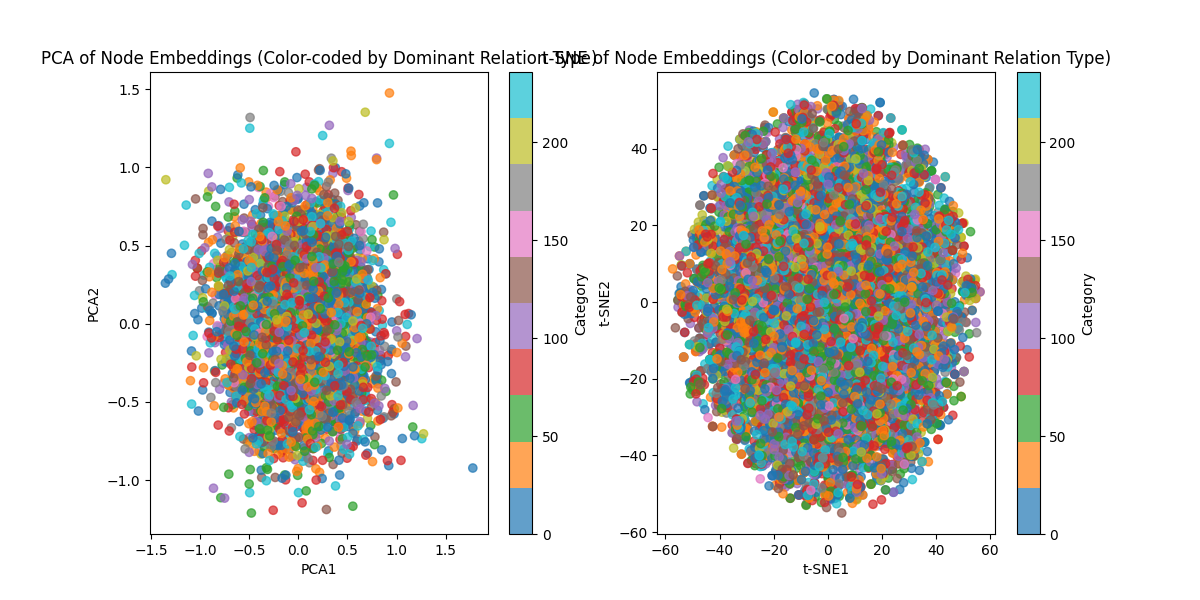 PCA of Node Embeddings (Color-coded by Dominant Relation Type)
t-SNE of Node Embeddings (Color-coded by Dominant Relation Type)
1.5
1.0
0.5
0.0
−0.5
−1.0
PCA2
−1.5 −1.0 −0.5 0.0 0.5 1.0 1.5
PCA1
200
150
100
50
0
Category
40
20
0
−20
−40
−60
t-SNE2
−60 −40 −20 0 20 40 60
t-SNE1
200
150
100
50
0
Category